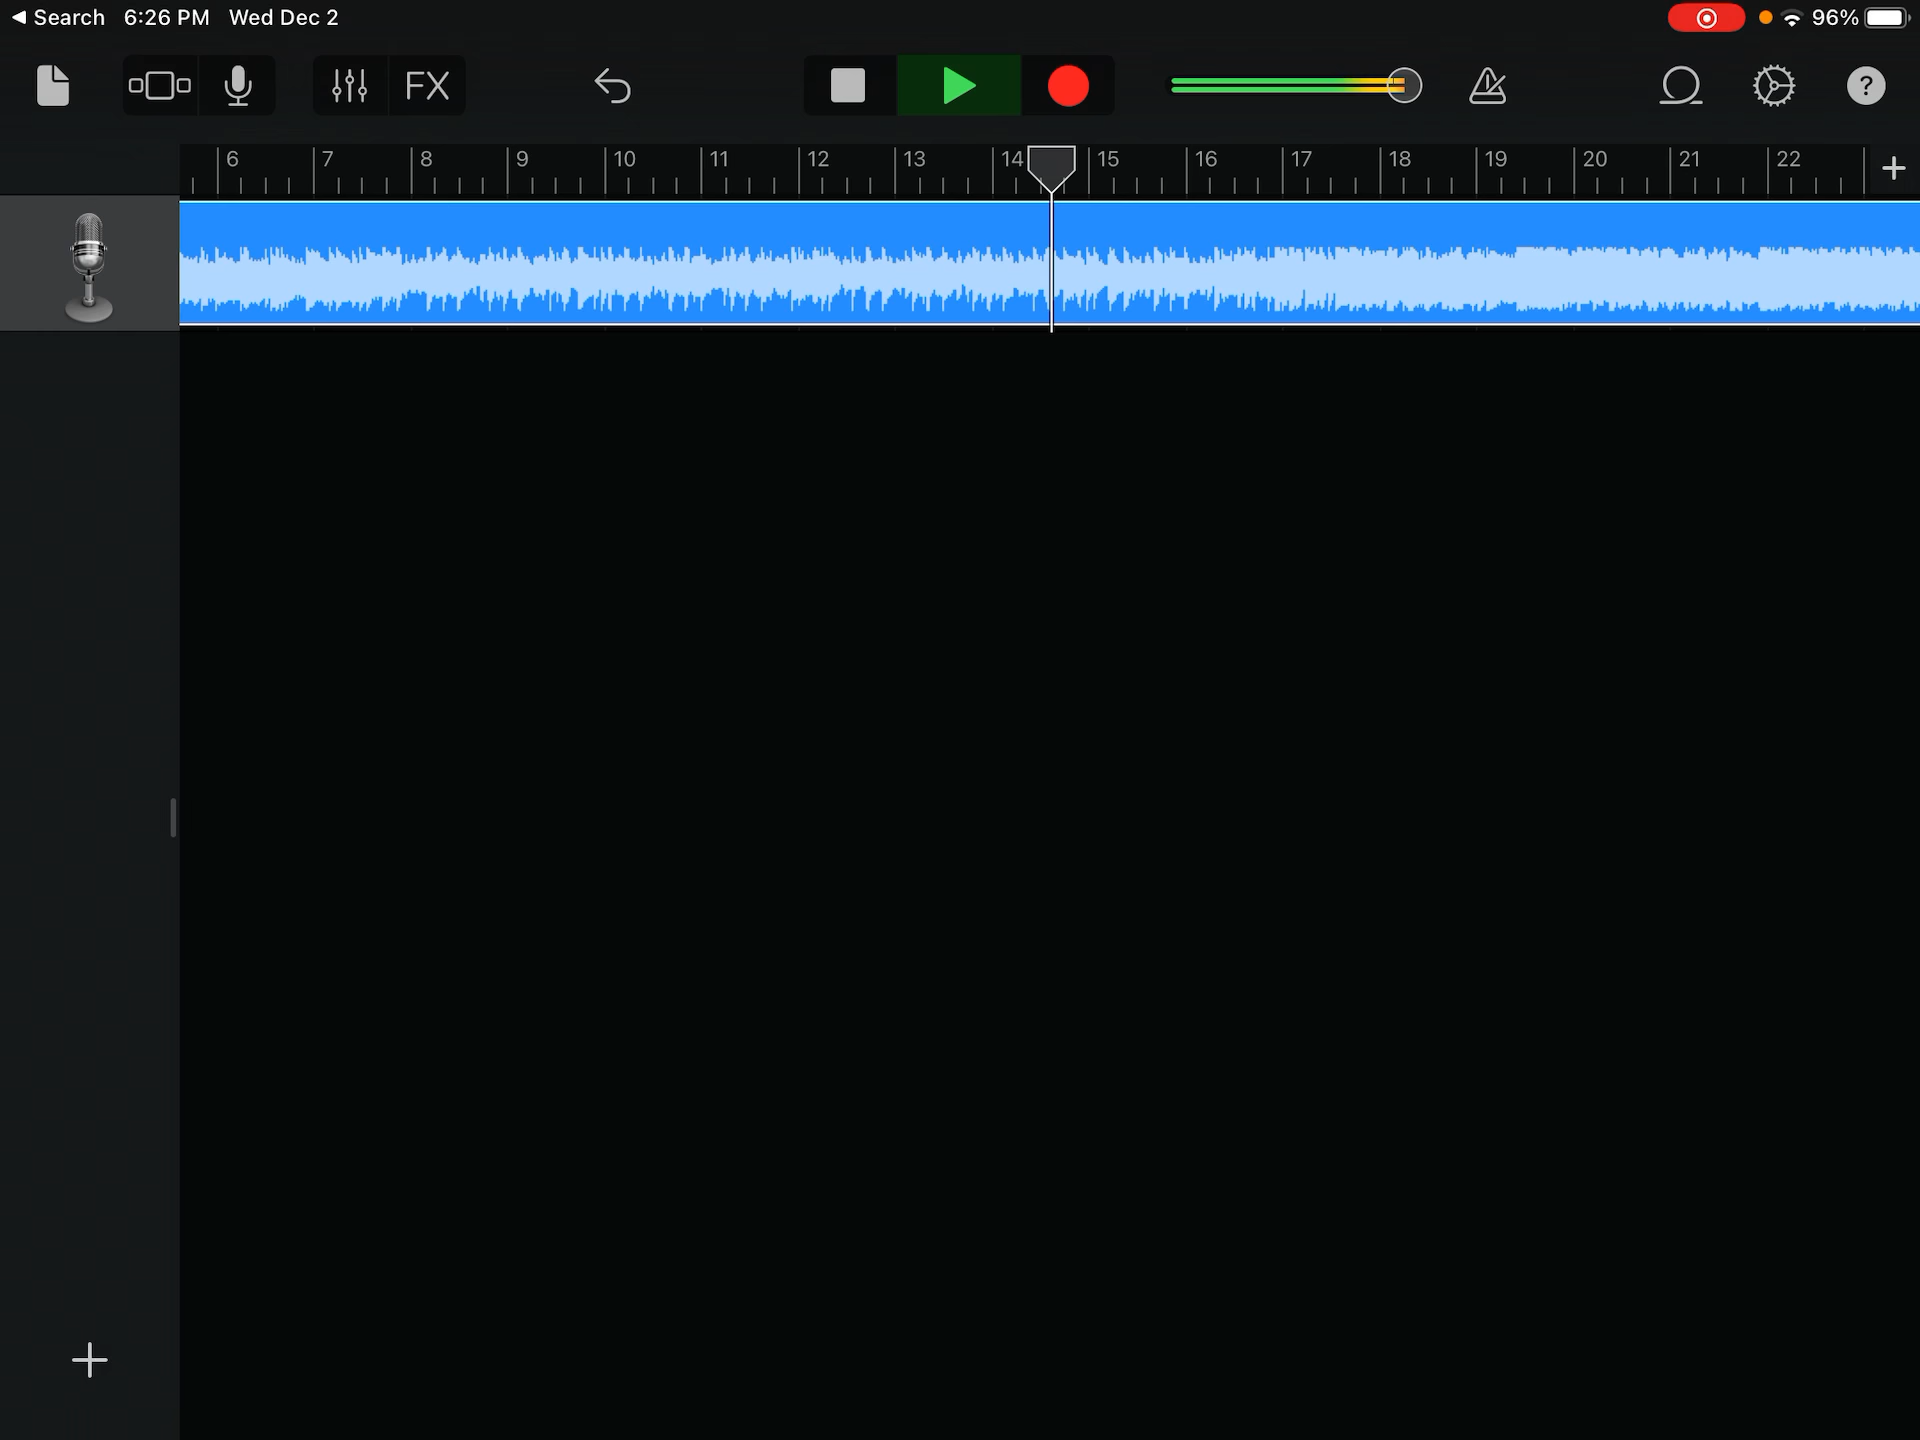 ◀ Search 6:26 PM Wed Dec 2 96%
FX ?
6 7 8 9 10 11 12 13 14 15 16 17 18 19 20 21 22 +
+